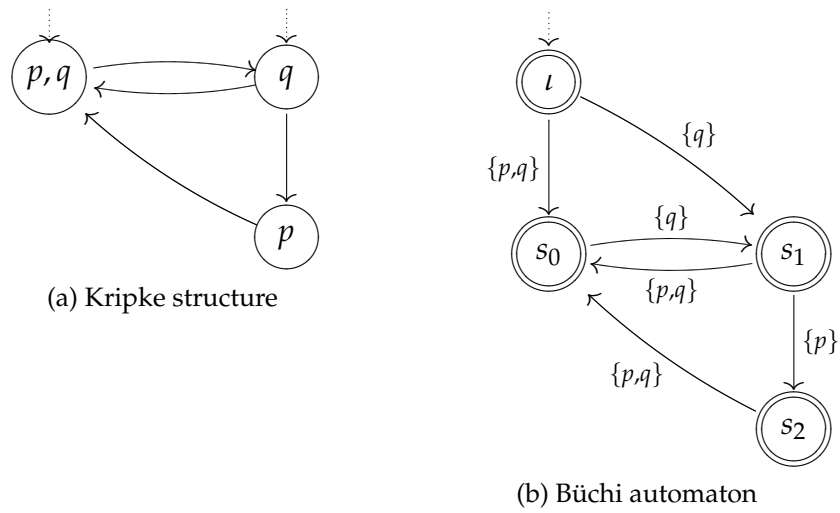 p, q
q
p
(a) Kripke structure
ι
{q}
{p,q}
s₀
{q}
s₁
{p,q}
{p}
{p,q}
s₂
(b) Büchi automaton